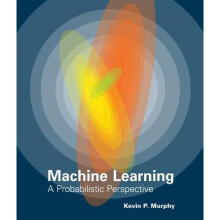 Machine Learning
A Probabilistic Perspective
Kevin P. Murphy